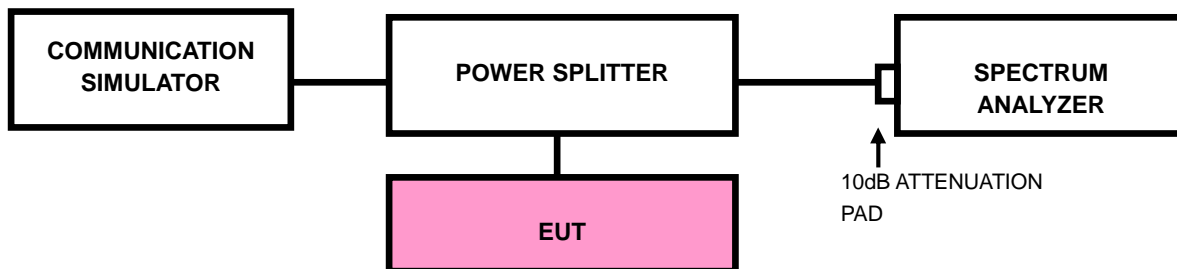 COMMUNICATION
SIMULATOR
POWER SPLITTER
SPECTRUM
ANALYZER
10dB ATTENUATION
PAD
EUT